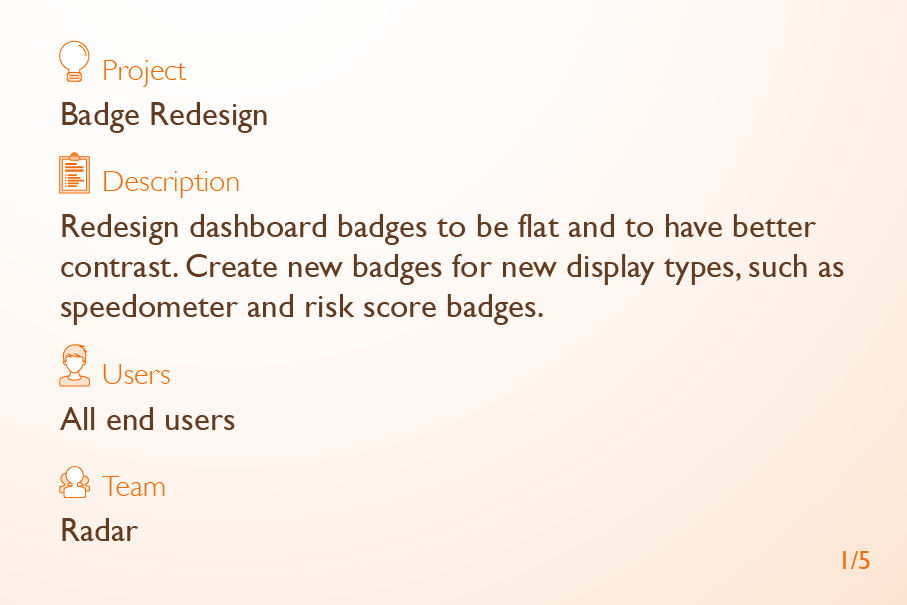 Project
Badge Redesign
Description
Redesign dashboard badges to be flat and to have better
contrast. Create new badges for new display types, such as
speedometer and risk score badges.
Users
All end users
Team
Radar
1/5